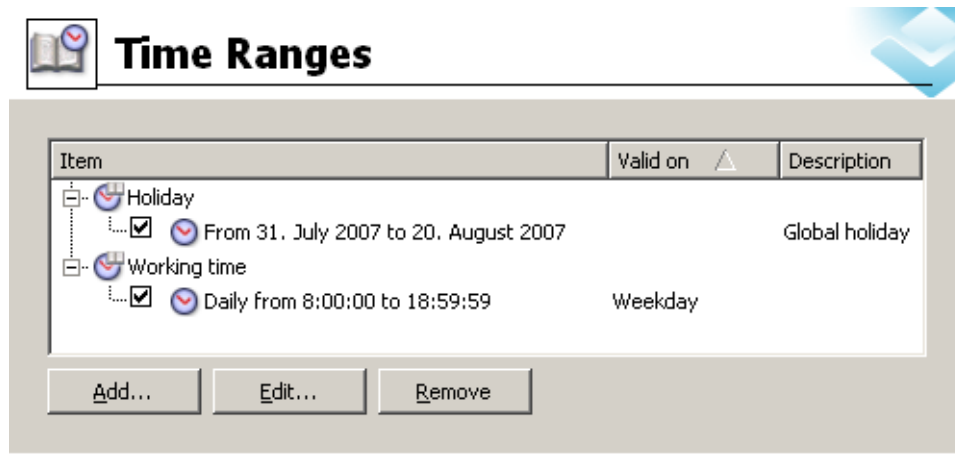 Time Ranges
Item Valid on Description
Holiday
From 31. July 2007 to 20. August 2007 Global holiday
Working time
Daily from 8:00:00 to 18:59:59 Weekday
Add... Edit... Remove